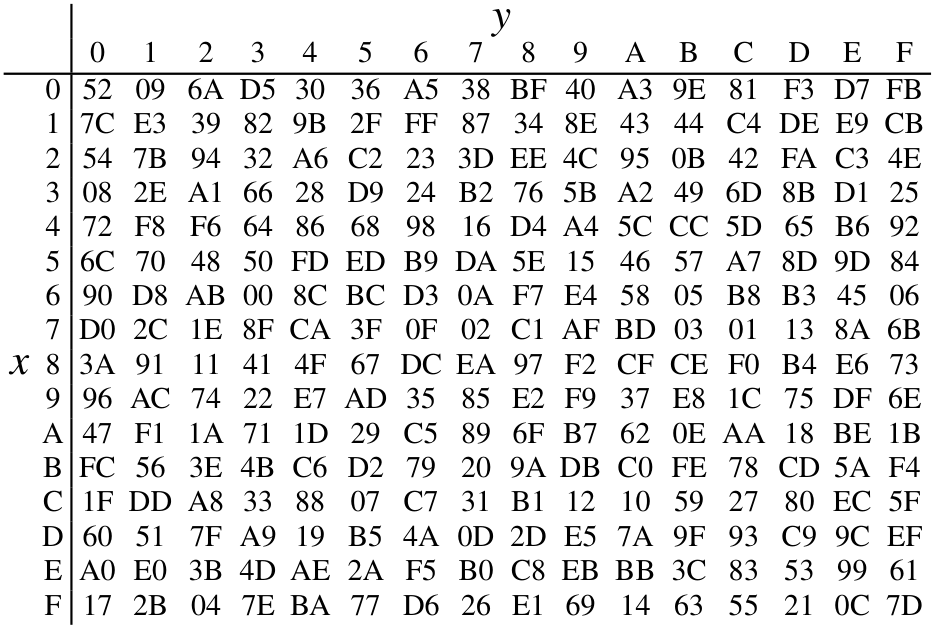 y
0 1 2 3 4 5 6 7 8 9 A B C D E F
0 52 09 6A D5 30 36 A5 38 BF 40 A3 9E 81 F3 D7 FB
1 7C E3 39 82 9B 2F FF 87 34 8E 43 44 C4 DE E9 CB
2 54 7B 94 32 A6 C2 23 3D EE 4C 95 0B 42 FA C3 4E
3 08 2E A1 66 28 D9 24 B2 76 5B A2 49 6D 8B D1 25
4 72 F8 F6 64 86 68 98 16 D4 A4 5C CC 5D 65 B6 92
5 6C 70 48 50 FD ED B9 DA 5E 15 46 57 A7 8D 9D 84
6 90 D8 AB 00 8C BC D3 0A F7 E4 58 05 B8 B3 45 06
7 D0 2C 1E 8F CA 3F 0F 02 C1 AF BD 03 01 13 8A 6B
x 8 3A 91 11 41 4F 67 DC EA 97 F2 CF CE F0 B4 E6 73
9 96 AC 74 22 E7 AD 35 85 E2 F9 37 E8 1C 75 DF 6E
A 47 F1 1A 71 1D 29 C5 89 6F B7 62 0E AA 18 BE 1B
B FC 56 3E 4B C6 D2 79 20 9A DB C0 FE 78 CD 5A F4
C 1F DD A8 33 88 07 C7 31 B1 12 10 59 27 80 EC 5F
D 60 51 7F A9 19 B5 4A 0D 2D E5 7A 9F 93 C9 9C EF
E A0 E0 3B 4D AE 2A F5 B0 C8 EB BB 3C 83 53 99 61
F 17 2B 04 7E BA 77 D6 26 E1 69 14 63 55 21 0C 7D